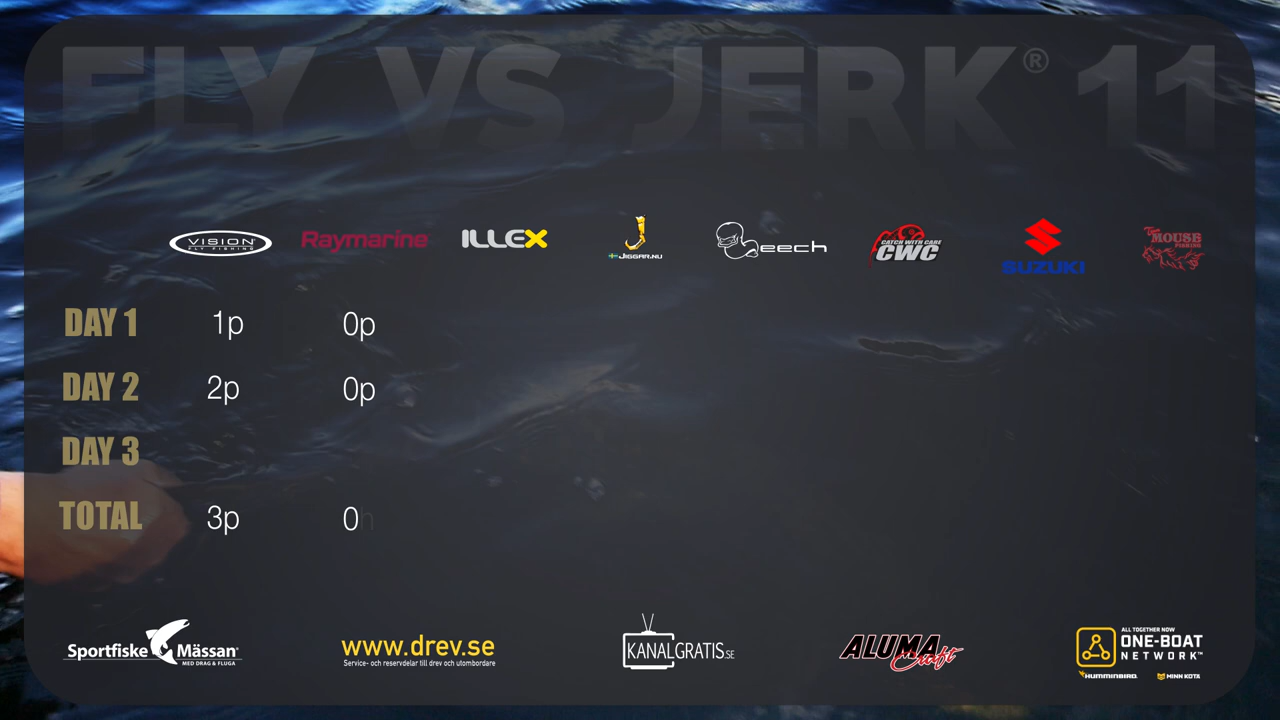 FLY VS JERK® 11
VISION®
FLY FISHING
Raymarine
ILLEX
JIGGAR.NU
eech
CATCH WITH CARE
CWC
SUZUKI
Team
MOUSE
FISHING
DAY 1 1p 0p
DAY 2 2p 0p
DAY 3
TOTAL 3p 0p
Sportfiske Mässan
MED DRAG & FLUGA
www.drev.se
Service- och reservdelar till drev och utombordare
KANALGRATIS.SE
ALUMA
Craft
ALL TOGETHER NOW
ONE-BOAT
NETWORK™
HUMMINBIRD
MINN KOTA